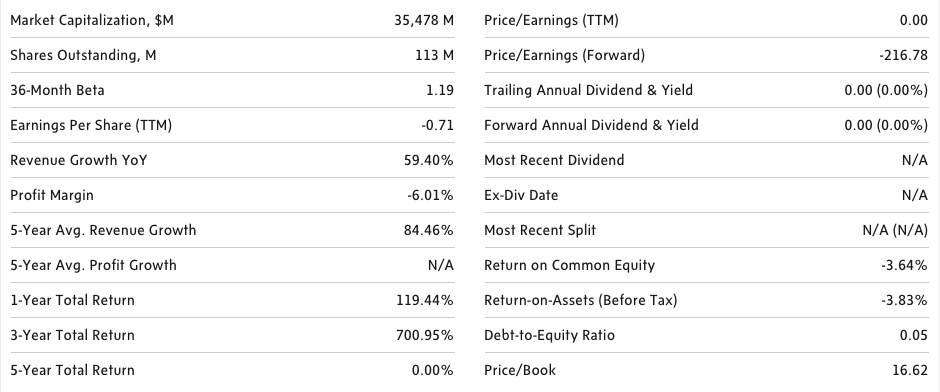 Market Capitalization, $M 35,478 M
Shares Outstanding, M 113 M
36-Month Beta 1.19
Earnings Per Share (TTM) -0.71
Revenue Growth YoY 59.40%
Profit Margin -6.01%
5-Year Avg. Revenue Growth 84.46%
5-Year Avg. Profit Growth N/A
1-Year Total Return 119.44%
3-Year Total Return 700.95%
5-Year Total Return 0.00%
Price/Earnings (TTM) 0.00
Price/Earnings (Forward) -216.78
Trailing Annual Dividend & Yield 0.00 (0.00%)
Forward Annual Dividend & Yield 0.00 (0.00%)
Most Recent Dividend N/A
Ex-Div Date N/A
Most Recent Split N/A (N/A)
Return on Common Equity -3.64%
Return-on-Assets (Before Tax) -3.83%
Debt-to-Equity Ratio 0.05
Price/Book 16.62